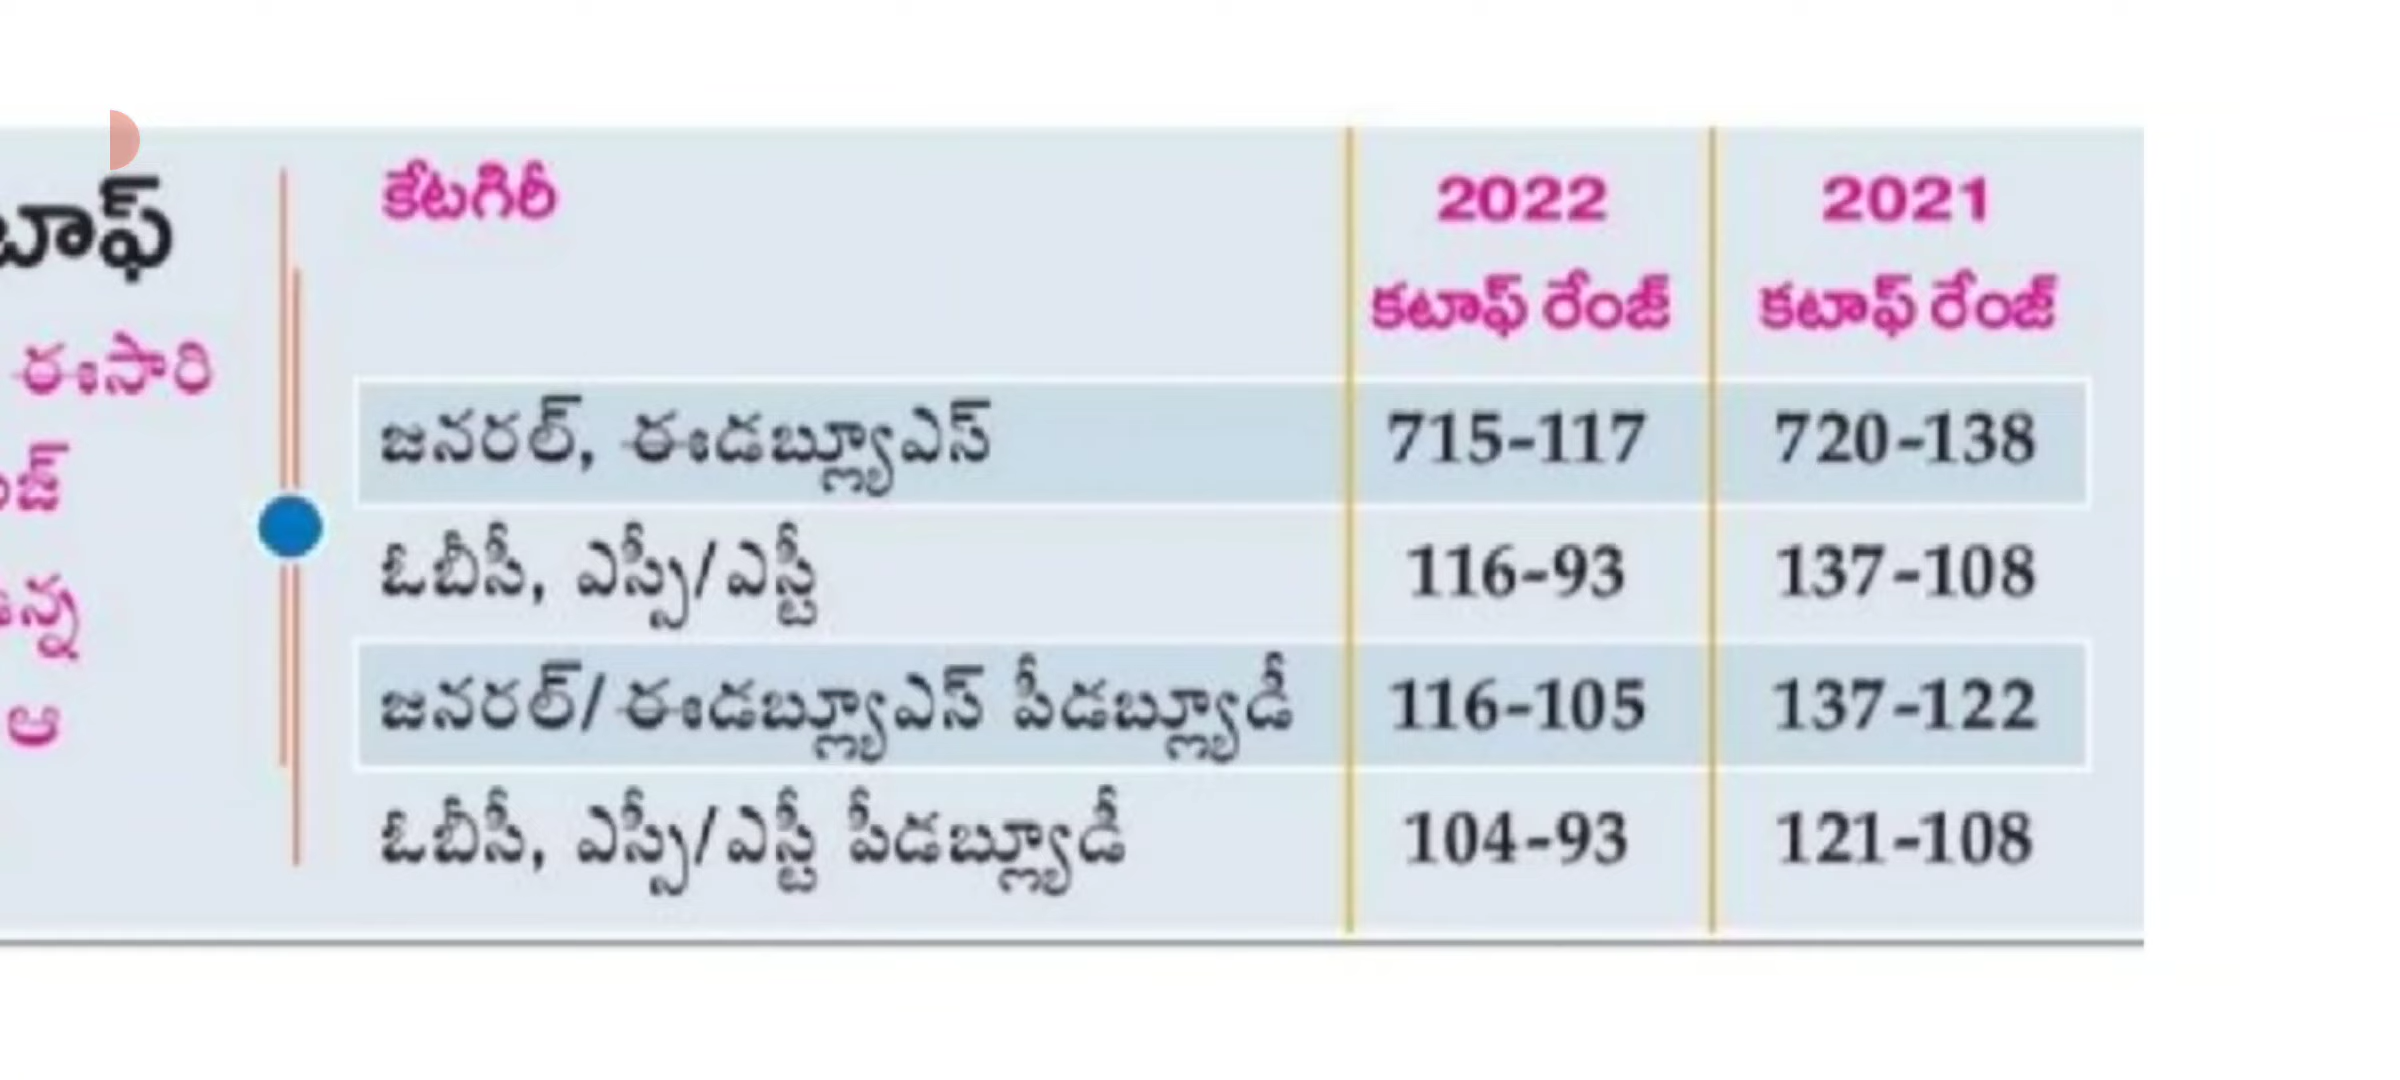 ఈసారి
ఆ
కేటగిరీ 2022 2021
కటాఫ్ రేంజ్ కటాఫ్ రేంజ్
జనరల్, ఈడబ్ల్యూఎస్ 715-117 720-138
ఓబీసీ, ఎస్సీ/ఎస్టీ 116-93 137-108
జనరల్/ఈడబ్ల్యూఎస్ పీడబ్ల్యూడీ 116-105 137-122
ఓబీసీ, ఎస్సీ/ఎస్టీ పీడబ్ల్యూడీ 104-93 121-108